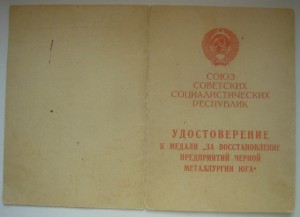 СОЮЗ
СОВЕТСКИХ
СОЦИАЛИСТИЧЕСКИХ
РЕСПУБЛИК
УДОСТОВЕРЕНИЕ
К МЕДАЛИ „ЗА ВОССТАНОВЛЕНИЕ
ПРЕДПРИЯТИЙ ЧЕРНОЙ
МЕТАЛЛУРГИИ ЮГА“